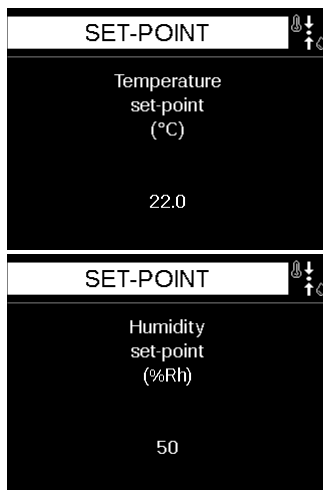 SET-POINT
Temperature
set-point
(°C)
22.0
SET-POINT
Humidity
set-point
(%Rh)
50